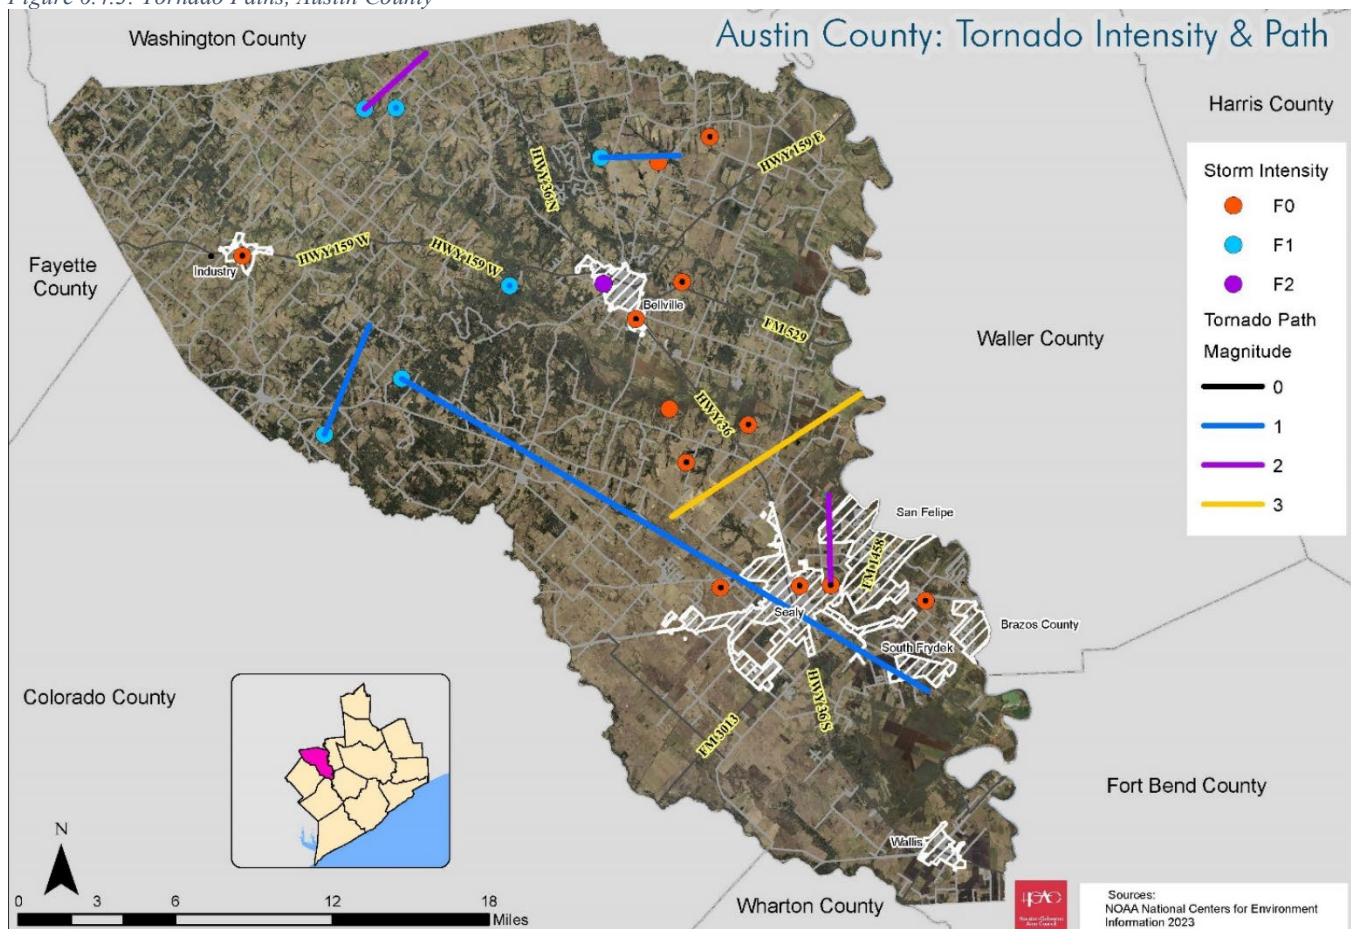 Figure 6.4.3: Tornado Paths, Austin County
Austin County: Tornado Intensity & Path
Washington County
Harris County
Storm Intensity
F0
F1
F2
Tornado Path
Magnitude
0
1
2
3
HWY 159 E
HWY 36 N
HWY 159 W
HWY 159 W
Fayette
County
Industry
Bellville
FM 529
Waller County
HWY 36
San Felipe
FM 1458
Sealy
Brazos County
South Frydek
HWY 36 S
FM 3013
Colorado County
Fort Bend County
Wallis
N
0 3 6 12 18
Miles
Wharton County
Sources:
NOAA National Centers for Environment
Information 2023